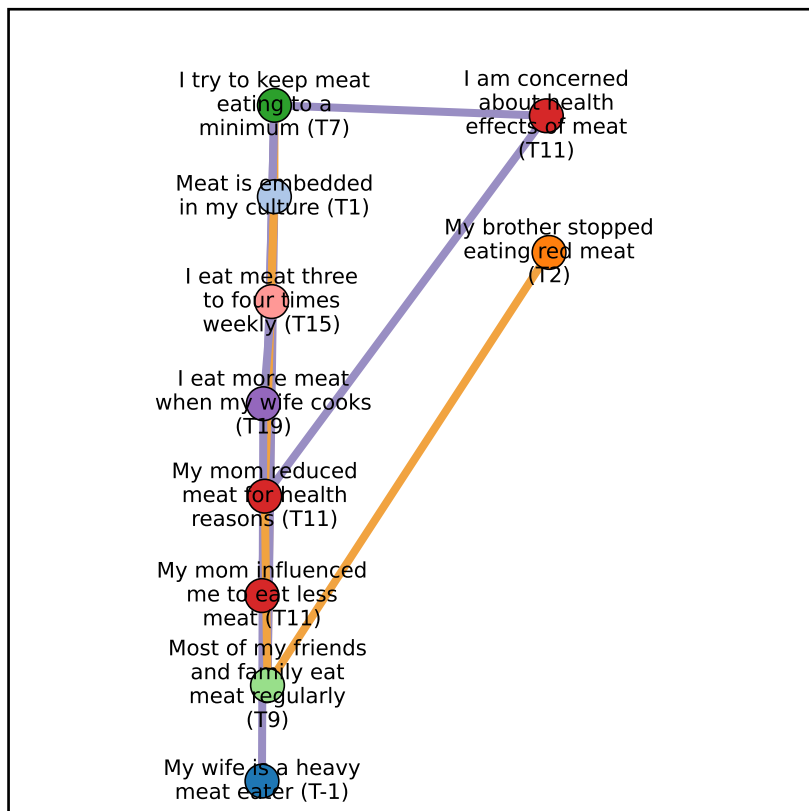 I try to keep meat
eating to a
minimum (T7)
I am concerned
about health
effects of meat
(T11)
Meat is embedded
in my culture (T1)
My brother stopped
eating red meat
(T2)
I eat meat three
to four times
weekly (T15)
I eat more meat
when my wife cooks
(T19)
My mom reduced
meat for health
reasons (T11)
My mom influenced
me to eat less
meat (T11)
Most of my friends
and family eat
meat regularly
(T9)
My wife is a heavy
meat eater (T-1)